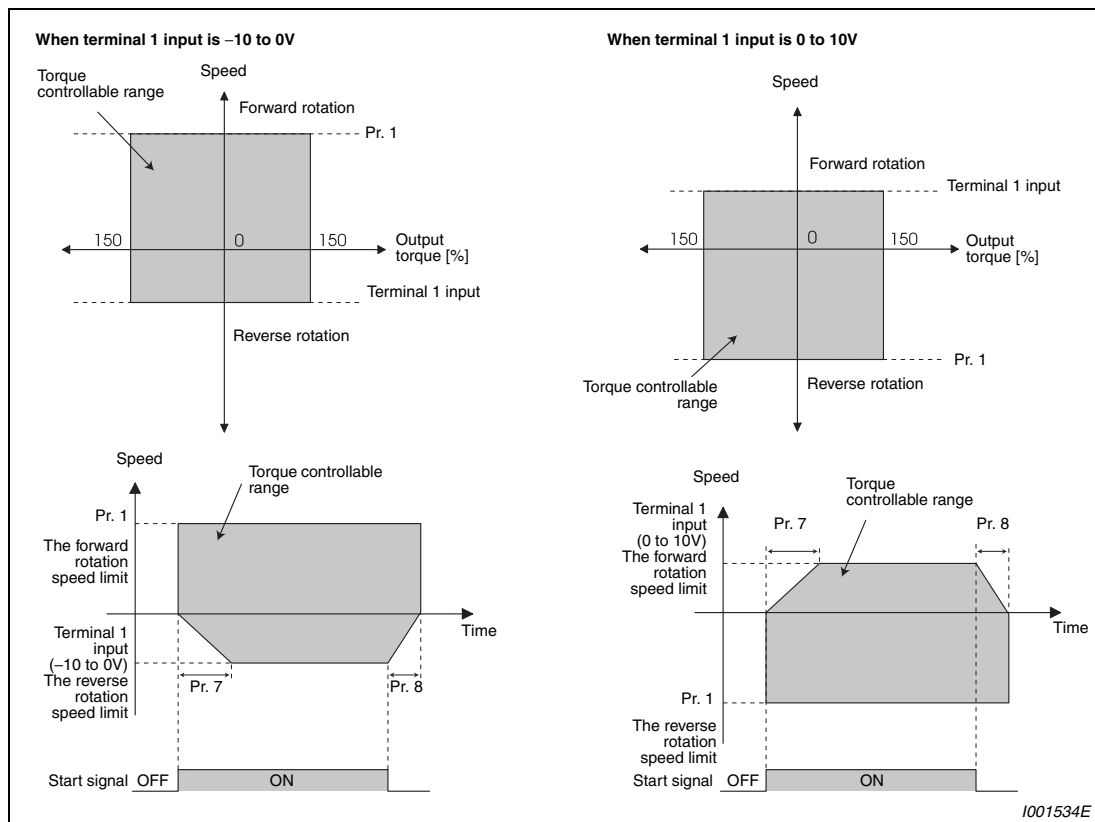 When terminal 1 input is –10 to 0V
Speed
Torque
controllable range
Forward rotation
Pr. 1
150
0
150
Output
torque [%]
Terminal 1 input
Reverse rotation
When terminal 1 input is 0 to 10V
Speed
Forward rotation
Terminal 1 input
150
0
150
Output
torque [%]
Pr. 1
Torque controllable
range
Reverse rotation
Speed
Torque controllable
range
Pr. 1
The forward
rotation
speed limit
Time
Terminal 1
input
(–10 to 0V)
The reverse
rotation
speed limit
Pr. 7
Pr. 8
Start signal
OFF
ON
Speed
Torque
controllable range
Terminal 1
input
(0 to 10V)
The forward
rotation
speed limit
Pr. 7
Pr. 8
Time
Pr. 1
The reverse
rotation
speed limit
Start signal
OFF
ON
I001534E